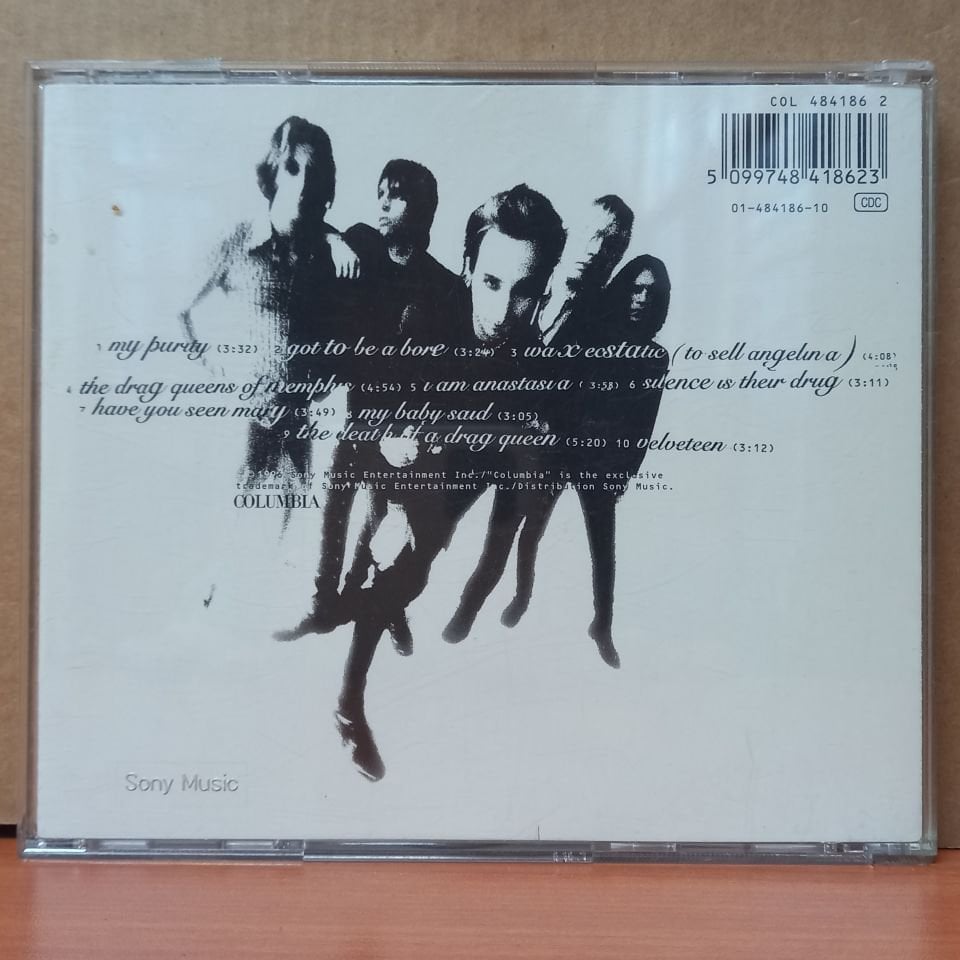 COL 484186 2
5 099748 418623
01-484186-10 CDC
1 my purity (3:32) 2 got to be a bore (3:24) 3 wax ecstatic (to sell angelina) (4:08)
4 the drag queens of memphis (4:54) 5 i am anastasia (3:58) 6 silence is their drug (3:11)
7 have you seen mary (3:49) 8 my baby said (3:05)
9 the death of a drag queen (5:20) 10 velveteen (3:12)
Sony Music Entertainment Inc./"Columbia" is the exclusive
trademark of Sony Music Entertainment Inc./Distribution Sony Music.
COLUMBIA
Sony Music